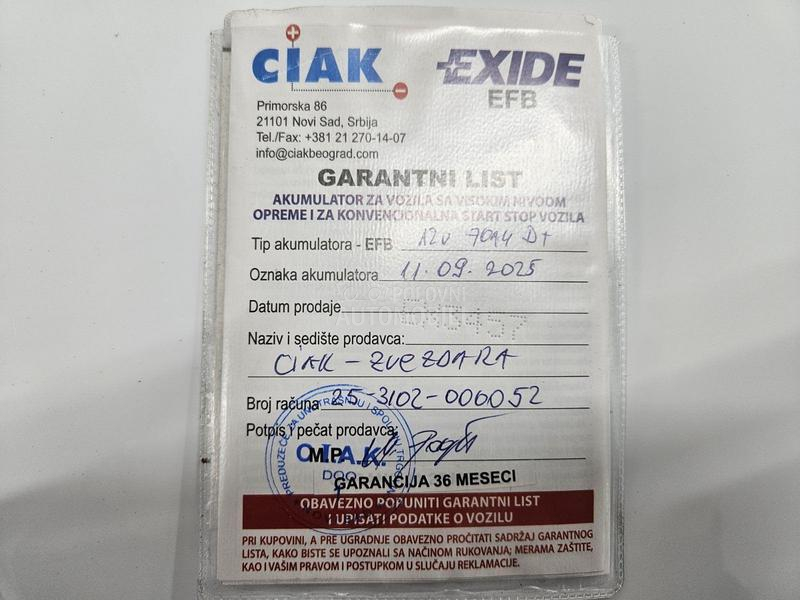 CIAK
EXIDE
EFB
Primorska 86
21101 Novi Sad, Srbija
Tel./Fax: +381 21 270-14-07
info@ciakbeograd.com
GARANTNI LIST
AKUMULATOR ZA VOZILA SA VISOKIM NIVOOM
OPREME I ZA KONVENCIONALNA START STOP VOZILA
Tip akumulatora - EFB 12V 70A4 D+
Oznaka akumulatora 11.09.2025
Datum prodaje
Naziv i sedište prodavca:
CIAK - ZVEZDARA
Broj računa 25-3102-000052
Potpis i pečat prodavca:
M.P.
C.I.A.K.
DOO
GARANCIJA 36 MESECI
OBAVEZNO POPUNITI GARANTNI LIST
I UPISATI PODATKE O VOZILU
PRI KUPOVINI, A PRE UGRADNJE OBAVEZNO PROČITATI SADRŽAJ GARANTNOG
LISTA, KAKO BISTE SE UPOZNALI SA NAČINOM RUKOVANJA; MERAMA ZAŠTITE,
KAO I VAŠIM PRAVOM I POSTUPKOM U SLUČAJU REKLAMACIJE.